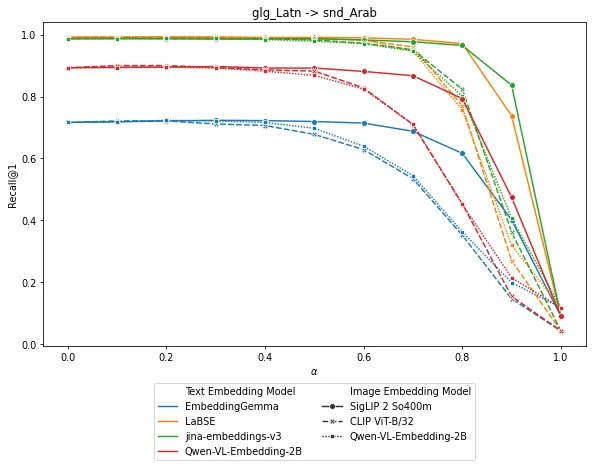 glg_Latn -> snd_Arab
Recall@1
1.0
0.8
0.6
0.4
0.2
0.0
0.0 0.2 0.4 0.6 0.8 1.0
α
Text Embedding Model
EmbeddingGemma
LaBSE
jina-embeddings-v3
Qwen-VL-Embedding-2B
Image Embedding Model
SigLIP 2 So400m
CLIP ViT-B/32
Qwen-VL-Embedding-2B